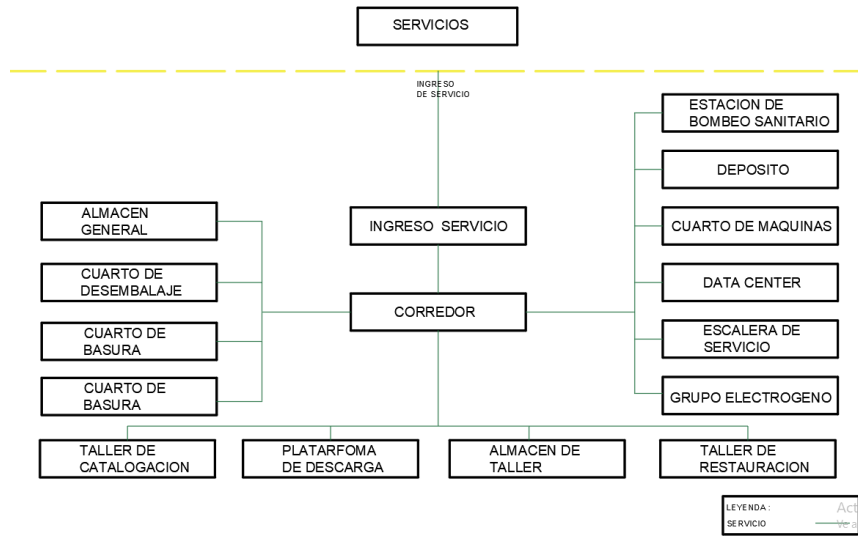 SERVICIOS
INGRESO
DE SERVICIO
ESTACION DE
BOMBEO SANITARIO
DEPOSITO
ALMACEN
GENERAL
INGRESO SERVICIO
CUARTO DE MAQUINAS
CUARTO DE
DESEMBALAJE
DATA CENTER
CORREDOR
CUARTO DE
BASURA
ESCALERA DE
SERVICIO
CUARTO DE
BASURA
GRUPO ELECTROGENO
TALLER DE
CATALOGACION
PLATARFOMA
DE DESCARGA
ALMACEN DE
TALLER
TALLER DE
RESTAURACION
LEYENDA :
SERVICIO
Act
Ve a